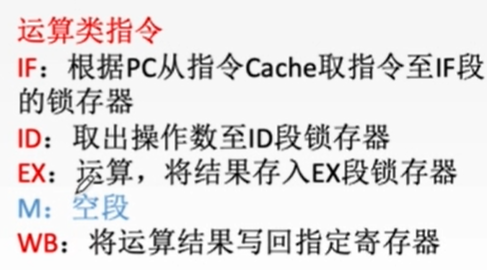 运算类指令
IF：根据PC从指令Cache取指令至IF段
的锁存器
ID：取出操作数至ID段锁存器
EX：运算，将结果存入EX段锁存器
M：空段
WB：将运算结果写回指定寄存器